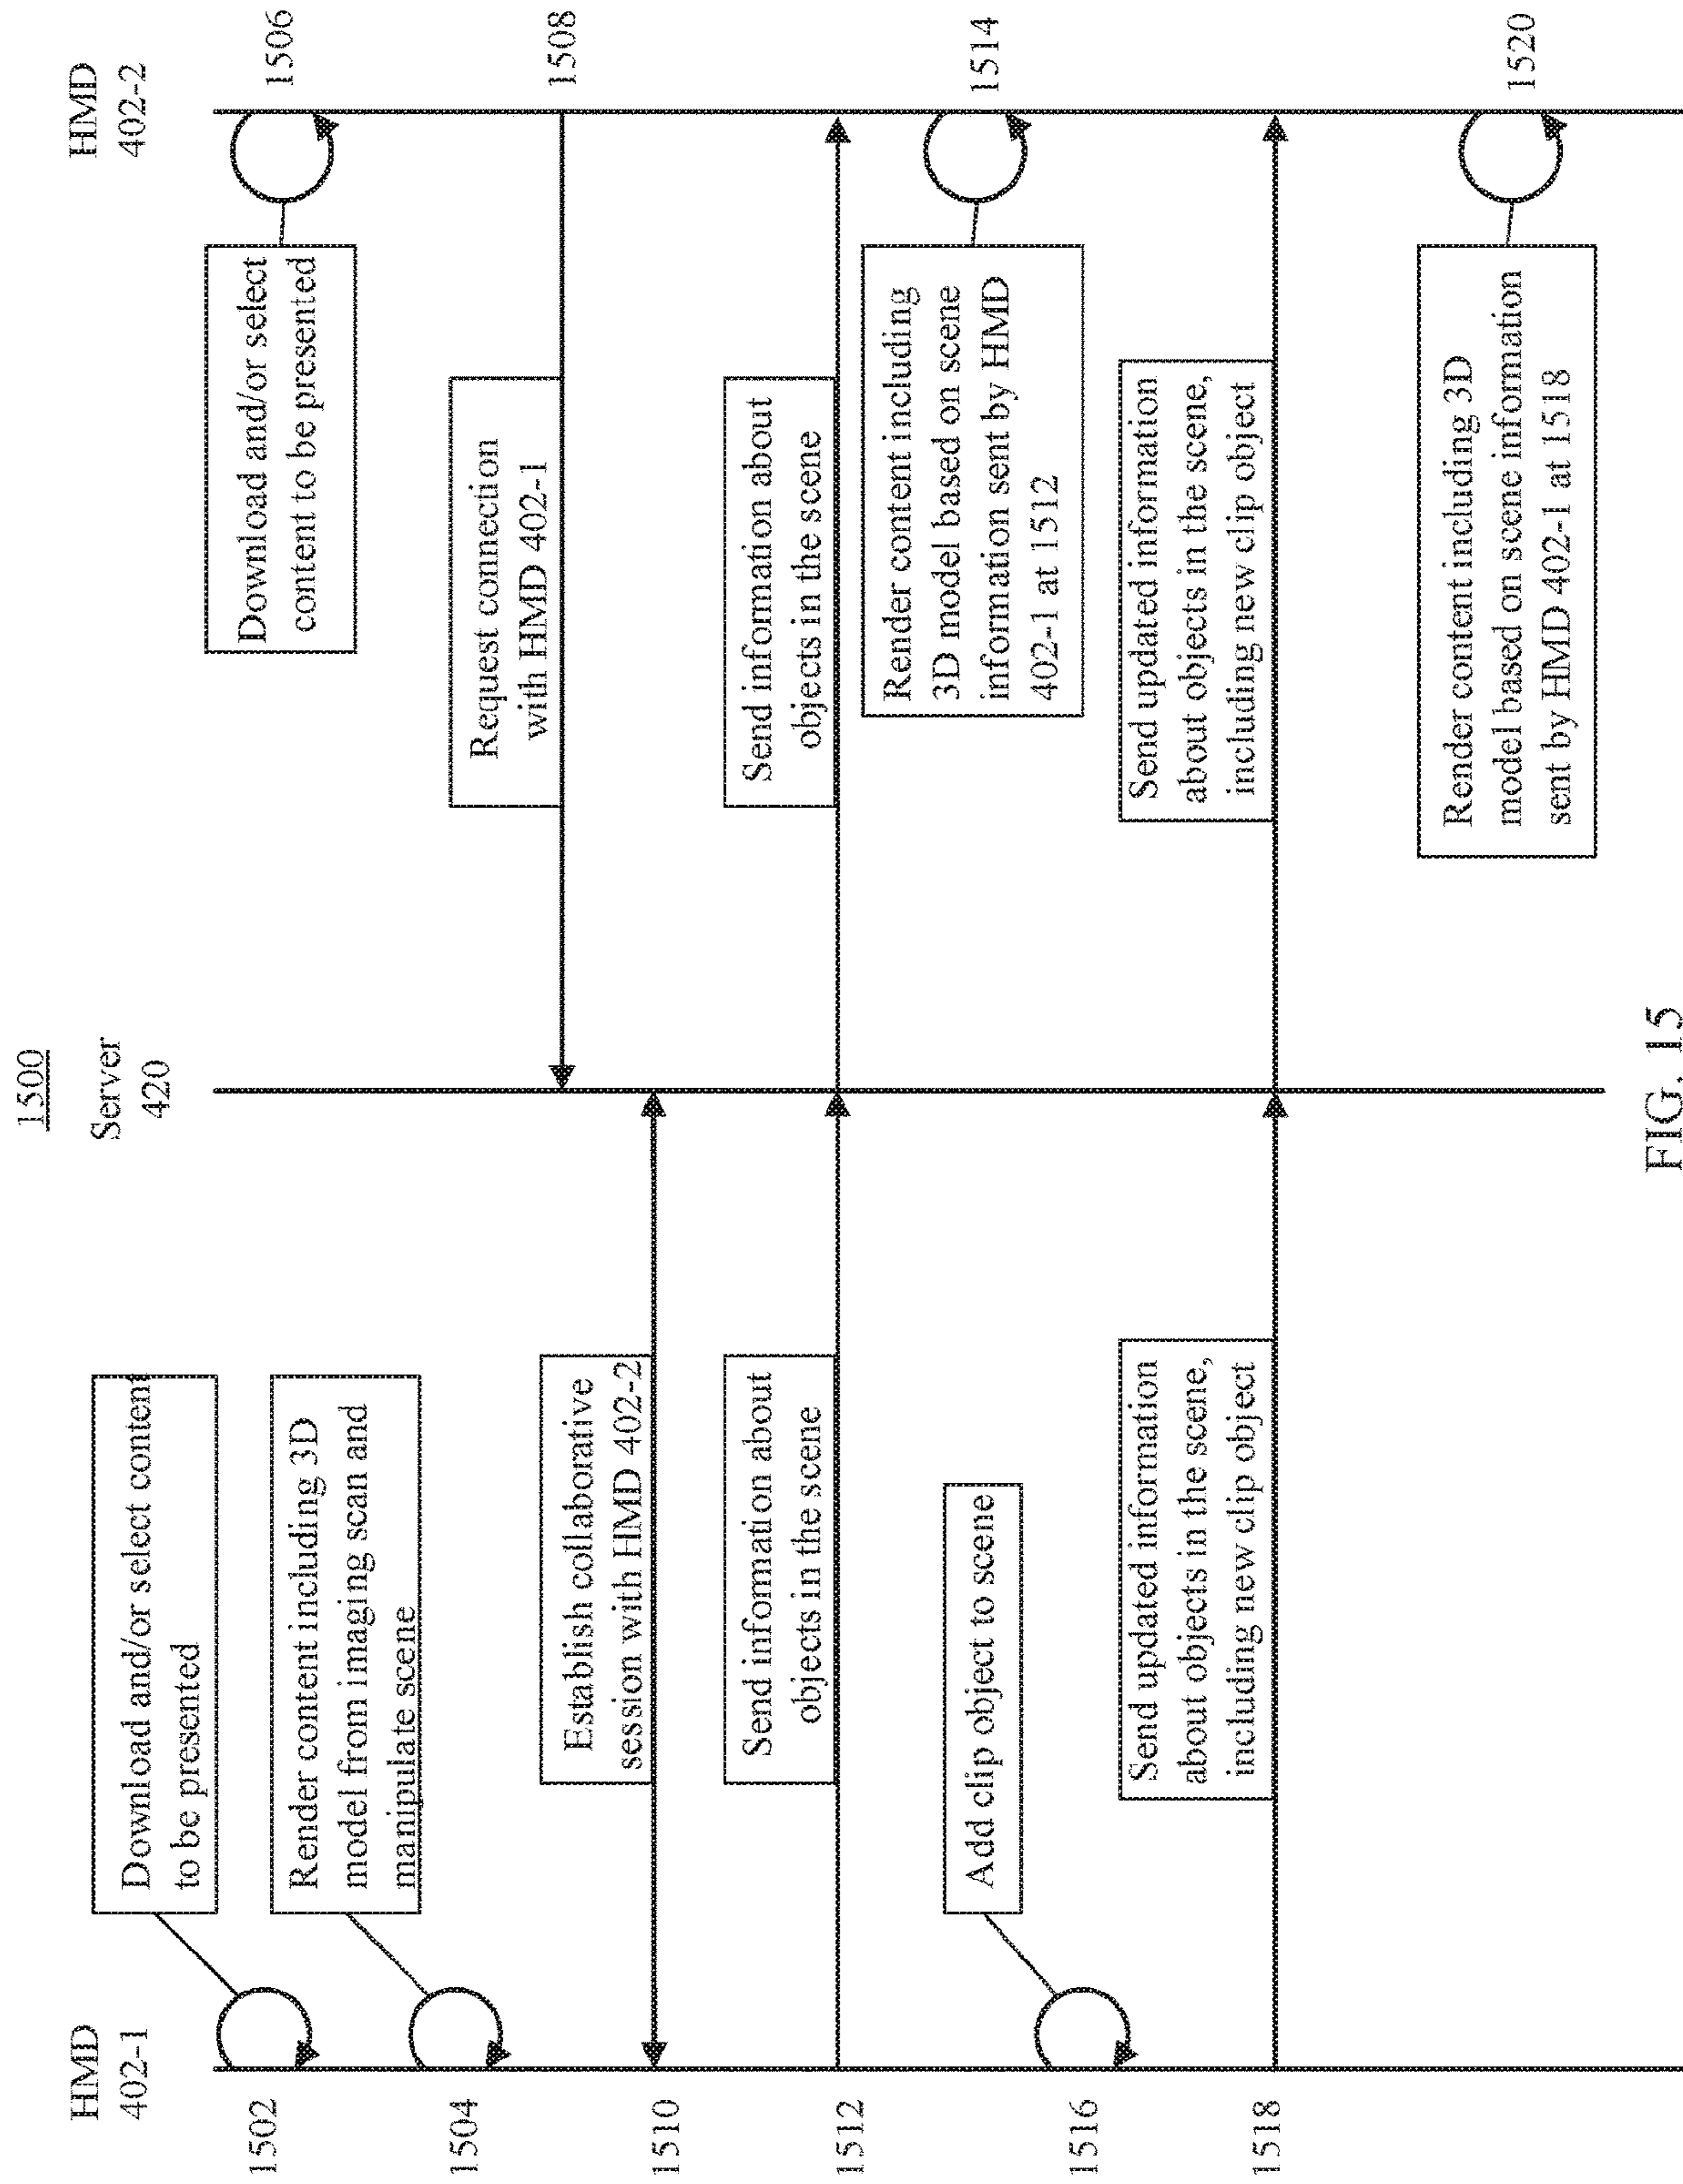 1500
HMD
402-1
Server
420
HMD
402-2
1502
Download and/or select content
to be presented
1506
Download and/or select
content to be presented
1504
Render content including 3D
model from imaging scan and
manipulate scene
1508
Request connection
with HMD 402-1
1510
Establish collaborative
session with HMD 402-2
1512
Send information about
objects in the scene
Send information about
objects in the scene
1514
Render content including
3D model based on scene
information sent by HMD
402-1 at 1512
1516
Add clip object to scene
1518
Send updated information
about objects in the scene,
including new clip object
Send updated information
about objects in the scene,
including new clip object
1520
Render content including 3D
model based on scene information
sent by HMD 402-1 at 1518
FIG. 15